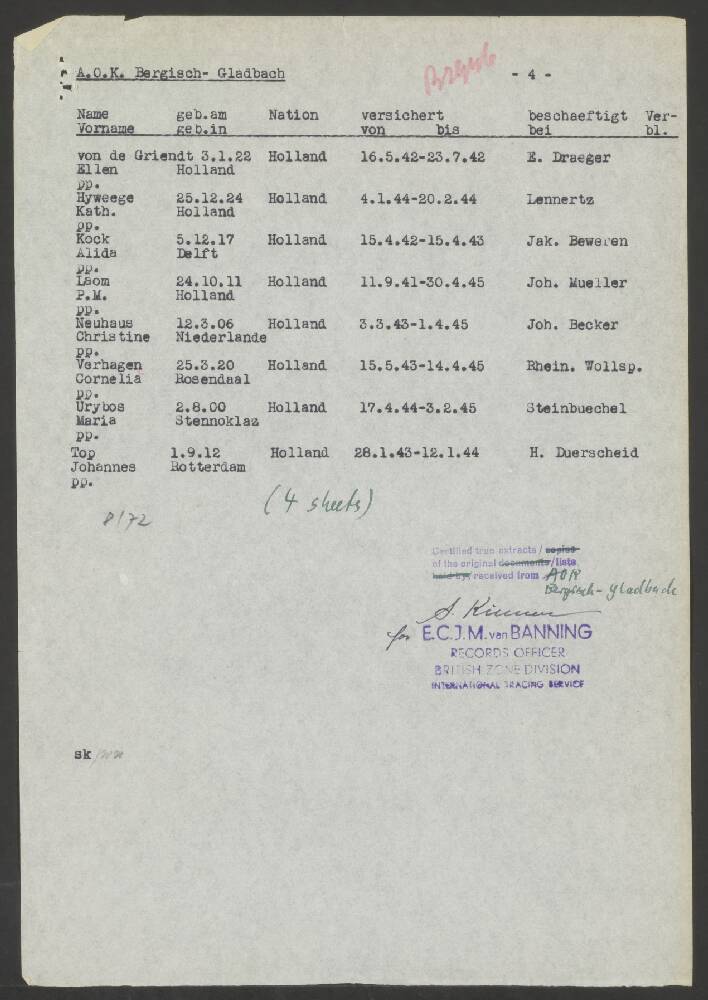 A.O.K. Bergisch- Gladbach - 4 -
Name geb.am Nation versichert beschaeftigt Ver-
Vorname geb.in von bis bei bl.
von de Griendt 3.1.22 Holland 16.5.42-23.7.42 E. Draeger
Ellen Holland
pp.
Hyweege 25.12.24 Holland 4.1.44-20.2.44 Lennertz
Kath. Holland
pp.
Kock 5.12.17 Holland 15.4.42-15.4.43 Jak. Beweren
Alida Delft
pp.
Laom 24.10.11 Holland 11.9.41-30.4.45 Joh. Mueller
P.M. Holland
pp.
Neuhaus 12.3.06 Holland 3.3.43-1.4.45 Joh. Becker
Christine Niederlande
pp.
Verhagen 25.3.20 Holland 15.5.43-14.4.45 Rhein. Wollsp.
Cornelia Rosendaal
pp.
Urybos 2.8.00 Holland 17.4.44-3.2.45 Steinbuechel
Maria Stennoklaz
pp.
Top 1.9.12 Holland 28.1.43-12.1.44 H. Duerscheid
Johannes Rotterdam
pp.
(4 sheets)
8172
Certified true extracts / copies
of the original documents/lists
held by/received from AOK
Bergisch-Gladbach
for E.C.J.M. van BANNING
RECORDS OFFICER
BRITISH ZONE DIVISION
INTERNATIONAL TRACING SERVICE
sk